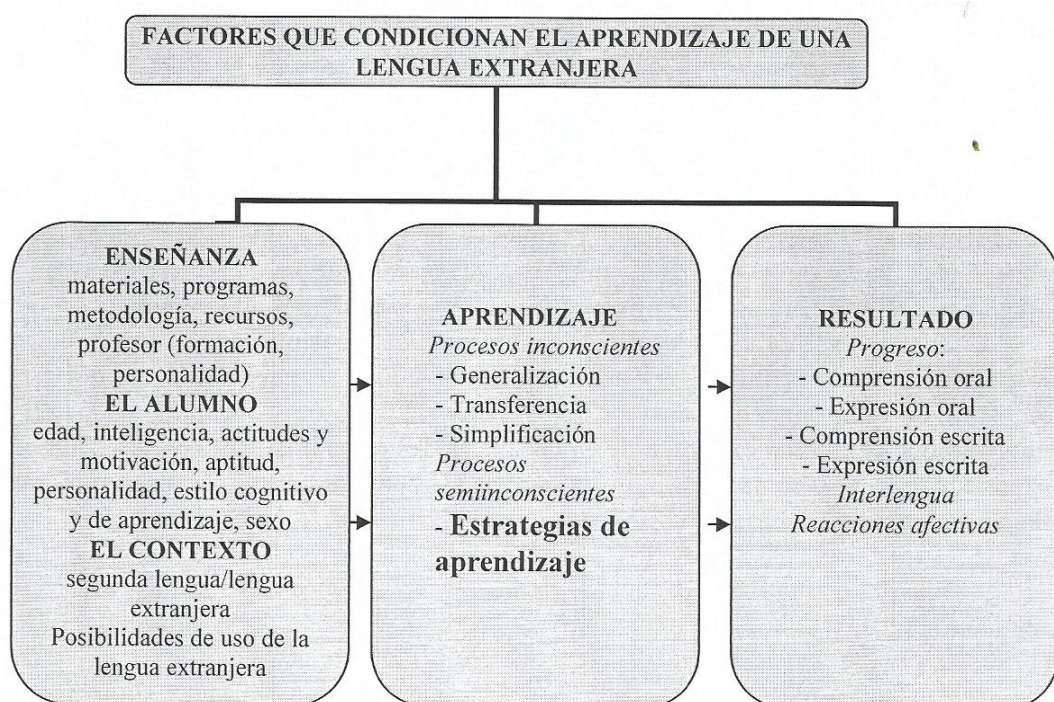 FACTORES QUE CONDICIONAN EL APRENDIZAJE DE UNA
LENGUA EXTRANJERA
ENSEÑANZA
materiales, programas,
metodología, recursos,
profesor (formación,
personalidad)
EL ALUMNO
edad, inteligencia, actitudes y
motivación, aptitud,
personalidad, estilo cognitivo
y de aprendizaje, sexo
EL CONTEXTO
segunda lengua/lengua
extranjera
Posibilidades de uso de la
lengua extranjera
APRENDIZAJE
Procesos inconscientes
- Generalización
- Transferencia
- Simplificación
Procesos
semiinconscientes
- Estrategias de
aprendizaje
RESULTADO
Progreso:
- Comprensión oral
- Expresión oral
- Comprensión escrita
- Expresión escrita
Interlengua
Reacciones afectivas